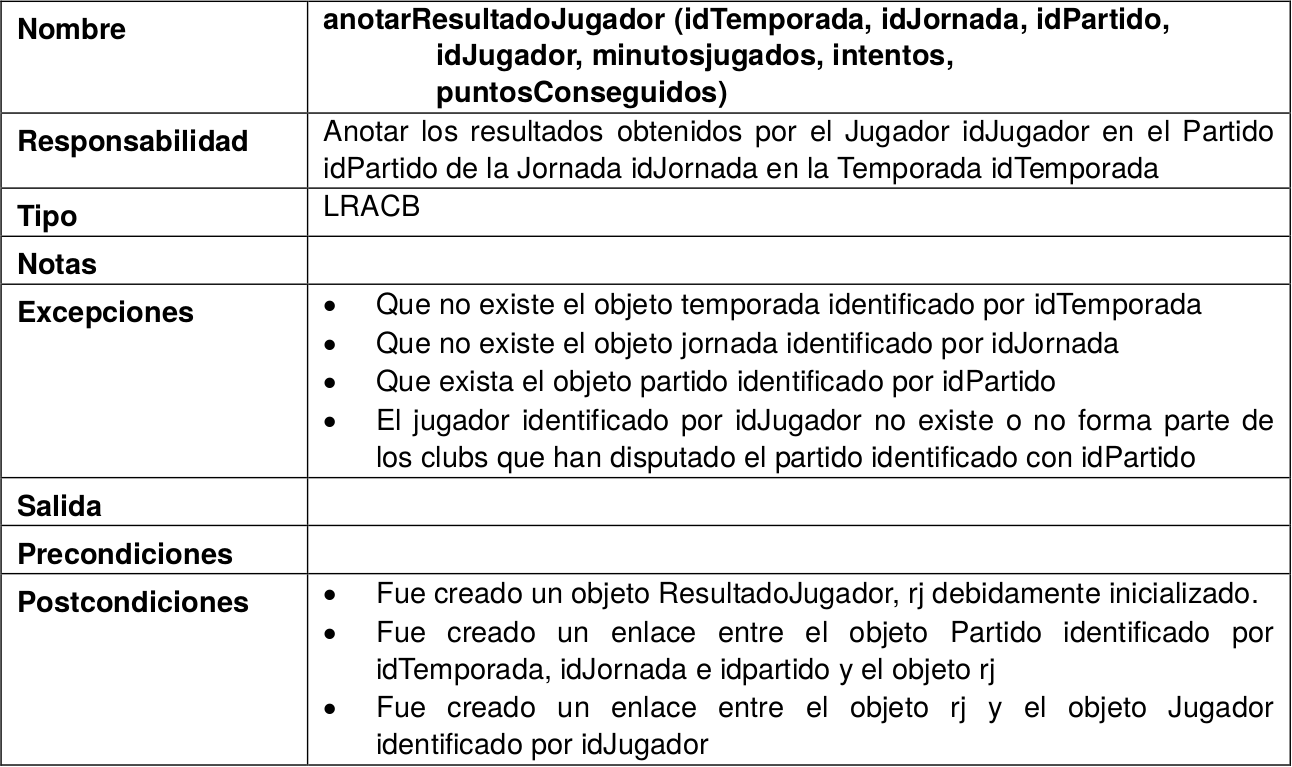 Nombre
anotarResultadoJugador (idTemporada, idJornada, idPartido,
idJugador, minutosjugados, intentos,
puntosConseguidos)
Responsabilidad
Anotar los resultados obtenidos por el Jugador idJugador en el Partido
idPartido de la Jornada idJornada en la Temporada idTemporada
Tipo
LRACB
Notas
Excepciones
• Que no existe el objeto temporada identificado por idTemporada
• Que no existe el objeto jornada identificado por idJornada
• Que exista el objeto partido identificado por idPartido
• El jugador identificado por idJugador no existe o no forma parte de
los clubs que han disputado el partido identificado con idPartido
Salida
Precondiciones
Postcondiciones
• Fue creado un objeto ResultadoJugador, rj debidamente inicializado.
• Fue creado un enlace entre el objeto Partido identificado por
idTemporada, idJornada e idpartido y el objeto rj
• Fue creado un enlace entre el objeto rj y el objeto Jugador
identificado por idJugador